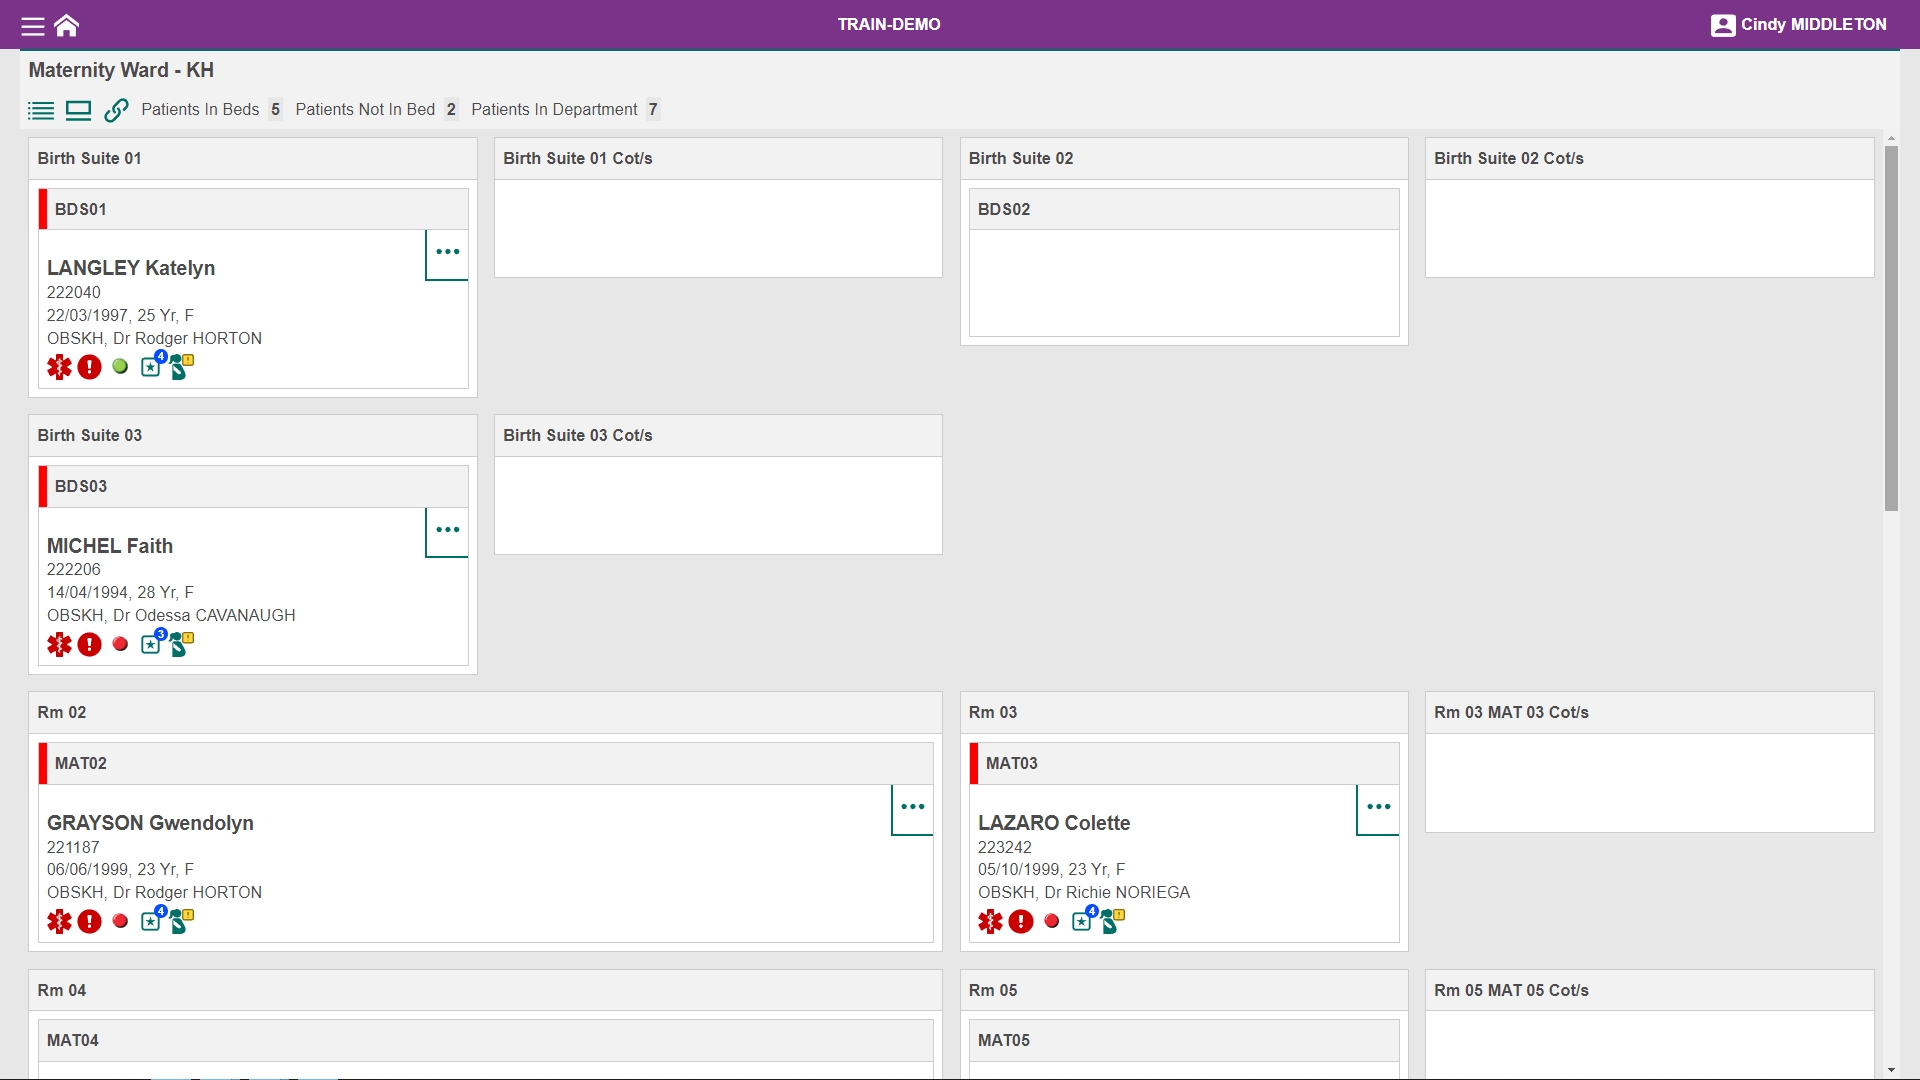 TRAIN-DEMO
Cindy MIDDLETON
Maternity Ward - KH
Patients In Beds 5 Patients Not In Bed 2 Patients In Department 7
Birth Suite 01
BDS01
LANGLEY Katelyn
222040
22/03/1997, 25 Yr, F
OBSKH, Dr Rodger HORTON
4
Birth Suite 01 Cot/s
Birth Suite 02
BDS02
Birth Suite 02 Cot/s
Birth Suite 03
BDS03
MICHEL Faith
222206
14/04/1994, 28 Yr, F
OBSKH, Dr Odessa CAVANAUGH
3
Birth Suite 03 Cot/s
Rm 02
MAT02
GRAYSON Gwendolyn
221187
06/06/1999, 23 Yr, F
OBSKH, Dr Rodger HORTON
4
Rm 03
MAT03
LAZARO Colette
223242
05/10/1999, 23 Yr, F
OBSKH, Dr Richie NORIEGA
4
Rm 03 MAT 03 Cot/s
Rm 04
MAT04
Rm 05
MAT05
Rm 05 MAT 05 Cot/s